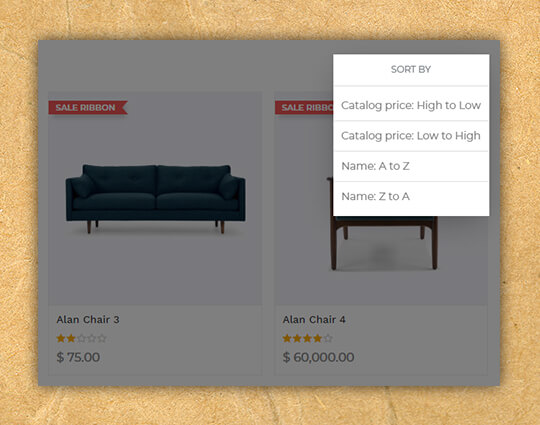 SORT BY
Catalog price: High to Low
Catalog price: Low to High
Name: A to Z
Name: Z to A
SALE RIBBON
SALE RIBBO
Alan Chair 3
$ 75.00
Alan Chair 4
$ 60,000.00